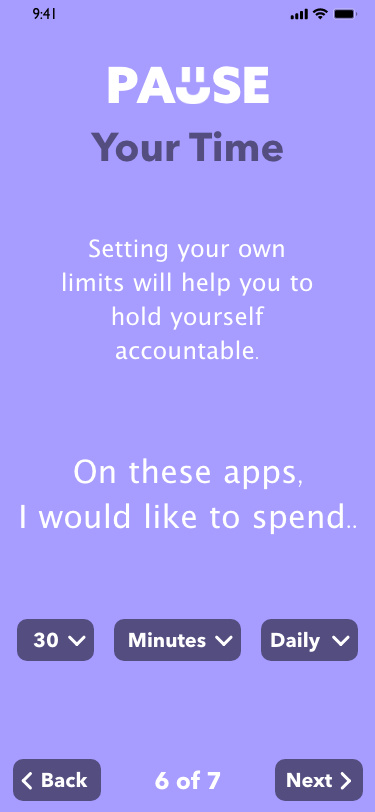 9:41
PAUSE
Your Time
Setting your own
limits will help you to
hold yourself
accountable.
On these apps,
I would like to spend..
30 Minutes Daily
Back 6 of 7 Next